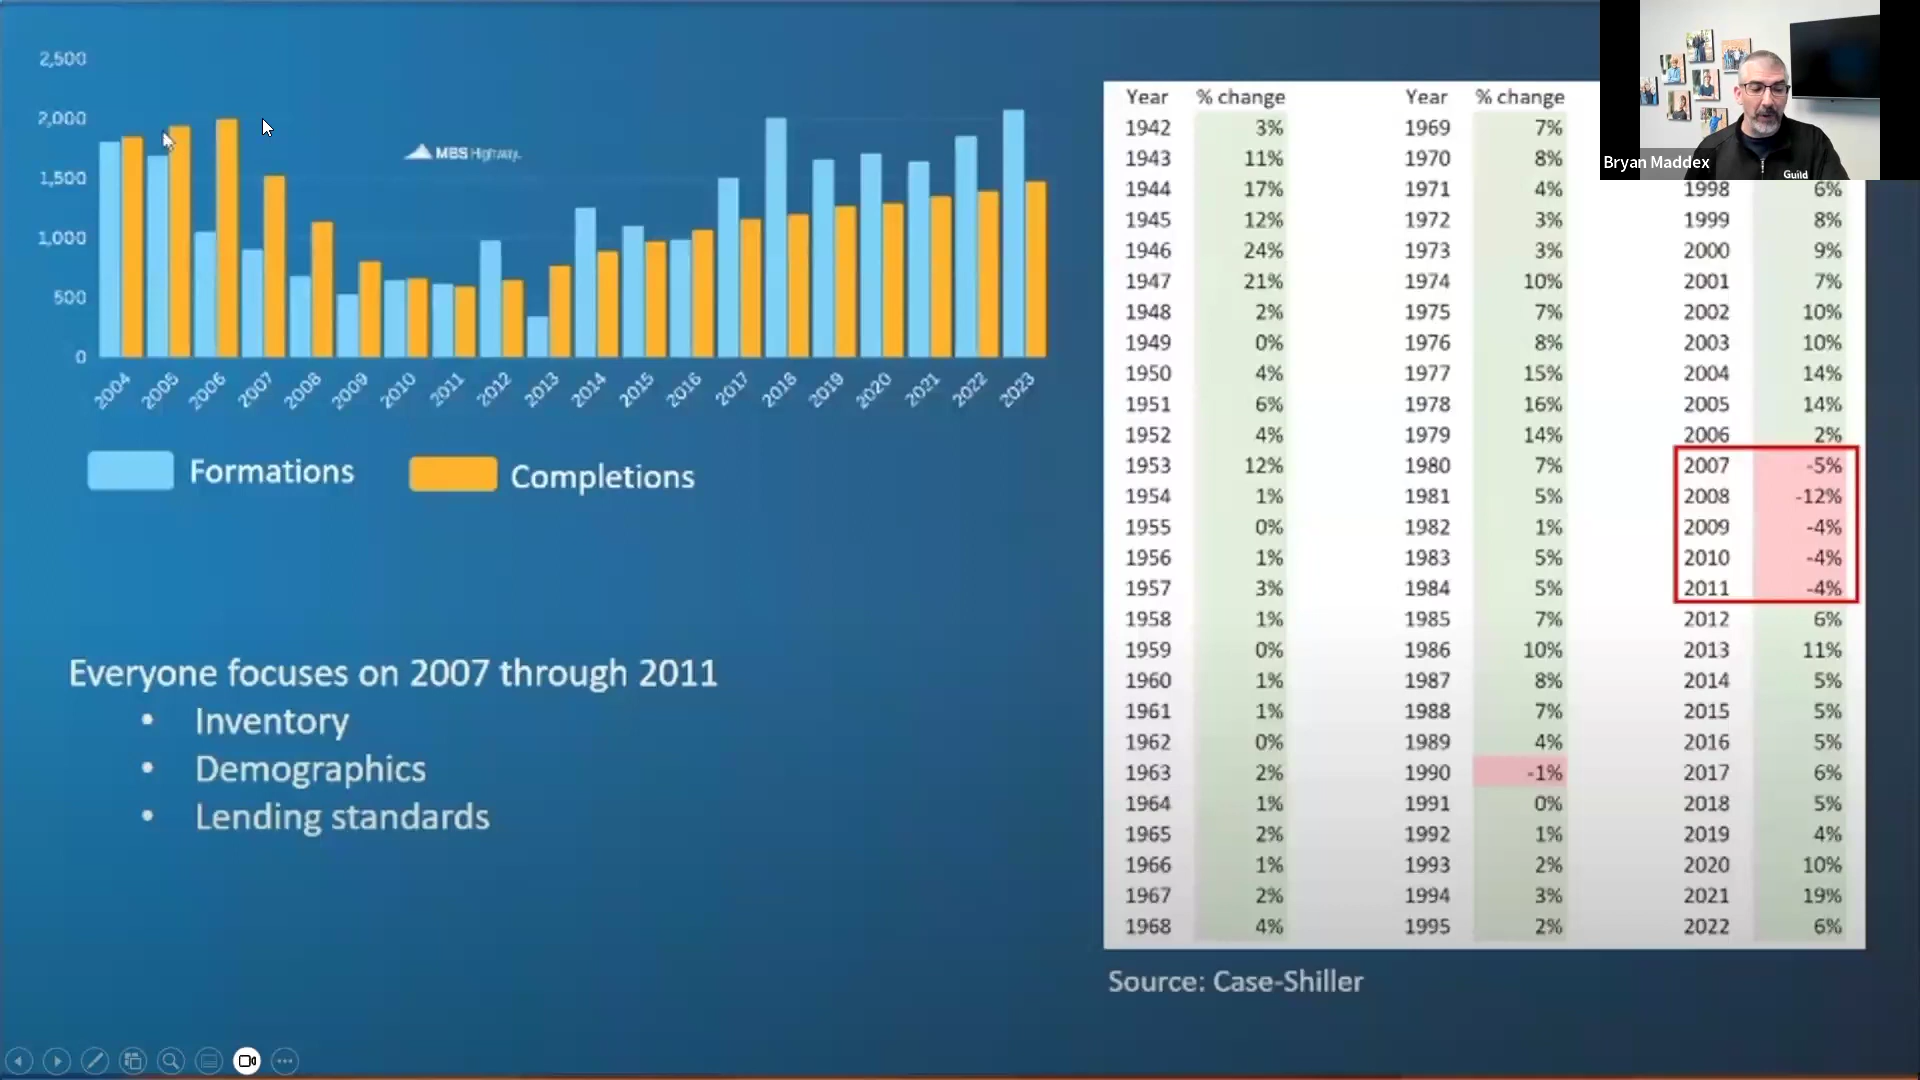 2,500
2,000
1,500
1,000
500
0
MBS Highway
2004 2005 2006 2007 2008 2009 2010 2011 2012 2013 2014 2015 2016 2017 2018 2019 2020 2021 2022 2023
Formations Completions
Everyone focuses on 2007 through 2011
• Inventory
• Demographics
• Lending standards
Year % change Year % change
1942 3% 1969 7%
1943 11% 1970 8%
1944 17% 1971 4% 1998 6%
1945 12% 1972 3% 1999 8%
1946 24% 1973 3% 2000 9%
1947 21% 1974 10% 2001 7%
1948 2% 1975 7% 2002 10%
1949 0% 1976 8% 2003 10%
1950 4% 1977 15% 2004 14%
1951 6% 1978 16% 2005 14%
1952 4% 1979 14% 2006 2%
1953 12% 1980 7% 2007 -5%
1954 1% 1981 5% 2008 -12%
1955 0% 1982 1% 2009 -4%
1956 1% 1983 5% 2010 -4%
1957 3% 1984 5% 2011 -4%
1958 1% 1985 7% 2012 6%
1959 0% 1986 10% 2013 11%
1960 1% 1987 8% 2014 5%
1961 1% 1988 7% 2015 5%
1962 0% 1989 4% 2016 5%
1963 2% 1990 -1% 2017 6%
1964 1% 1991 0% 2018 5%
1965 2% 1992 1% 2019 4%
1966 1% 1993 2% 2020 10%
1967 2% 1994 3% 2021 19%
1968 4% 1995 2% 2022 6%
Source: Case-Shiller
Bryan Maddex
Guild